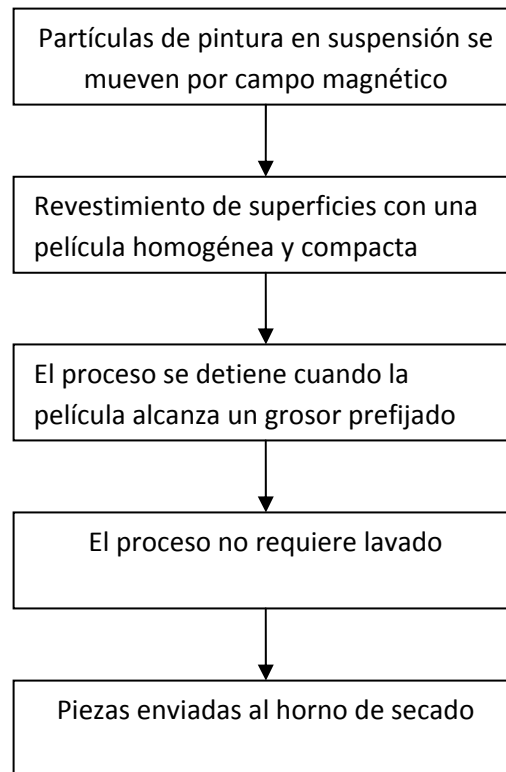 Partículas de pintura en suspensión se
mueven por campo magnético
Revestimiento de superficies con una
película homogénea y compacta
El proceso se detiene cuando la
película alcanza un grosor prefijado
El proceso no requiere lavado
Piezas enviadas al horno de secado